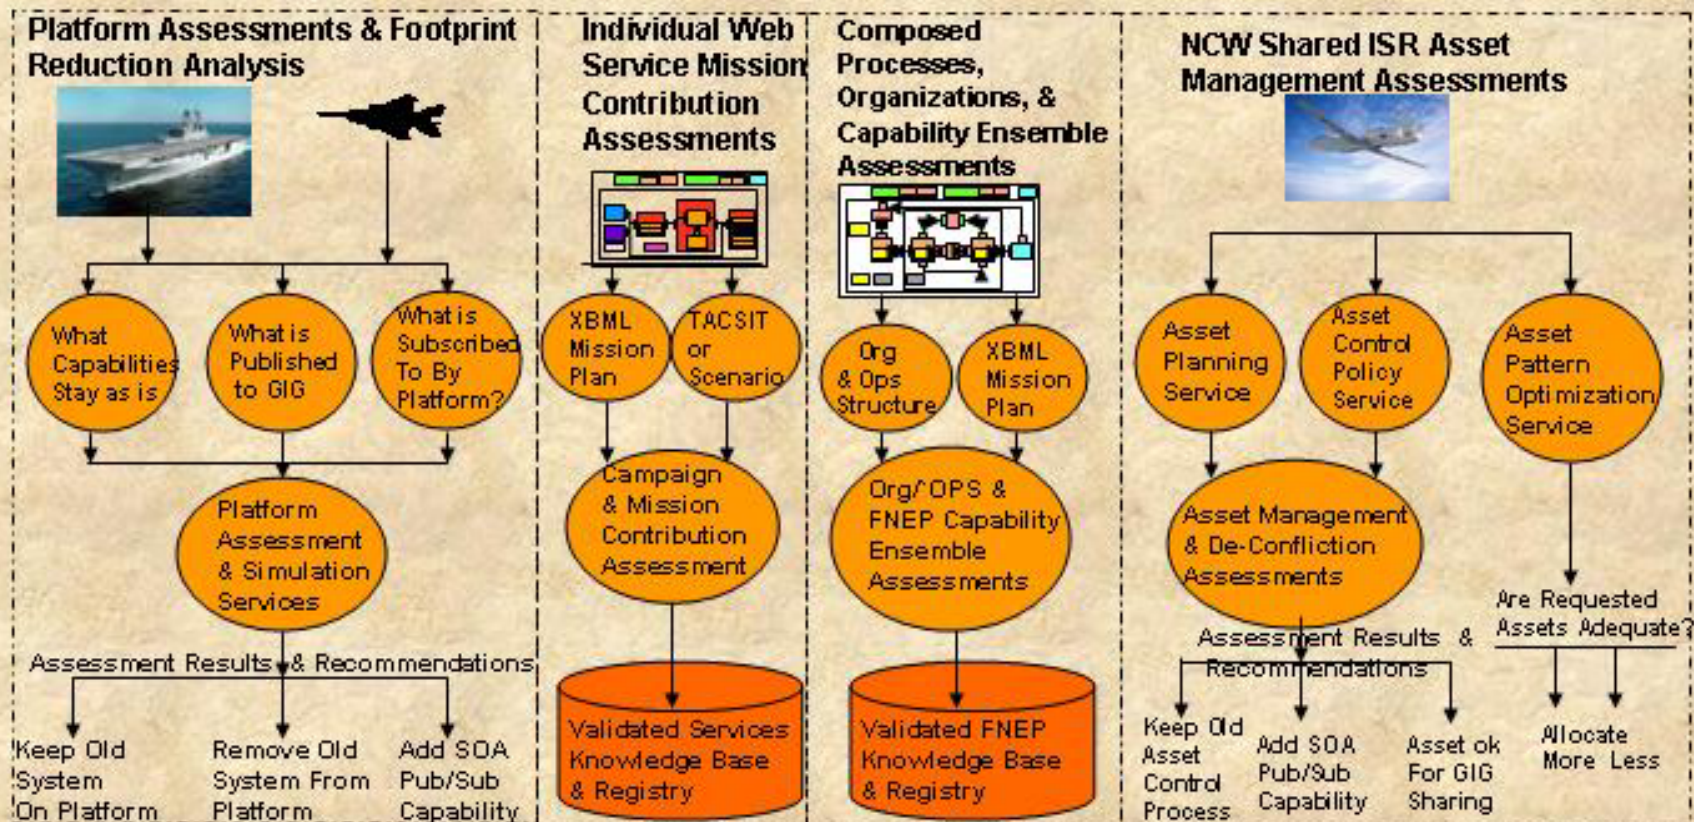 Platform Assessments & Footprint
Reduction Analysis
What
Capabilities
Stay as is
What is
Published
to GIG
What is
Subscribed
To By
Platform?
Platform
Assessment
& Simulation
Services
Assessment Results & Recommendations
Keep Old
System
On Platform
Remove Old
System From
Platform
Add SOA
Pub/Sub
Capability
Individual Web
Service Mission
Contribution
Assessments
XBML
Mission
Plan
TACSIT
or
Scenario
Campaign
& Mission
Contribution
Assessment
Validated Services
Knowledge Base
& Registry
Composed
Processes,
Organizations, &
Capability Ensemble
Assessments
Org
& Ops
Structure
XBML
Mission
Plan
Org/`OPS &
FNEP Capability
Ensemble
Assessments
Validated FNEP
Knowledge Base
& Registry
NCW Shared ISR Asset
Management Assessments
Asset
Planning
Service
Asset
Control
Policy
Service
Asset
Pattern
Optimization
Service
Asset Management
& De-Confliction
Assessments
Assessment Results &
Recommendations
Keep Old
Asset
Control
Process
Add SOA
Pub/Sub
Capability
Asset ok
For GIG
Sharing
Are Requested
Assets Adequate?
Allocate
More Less